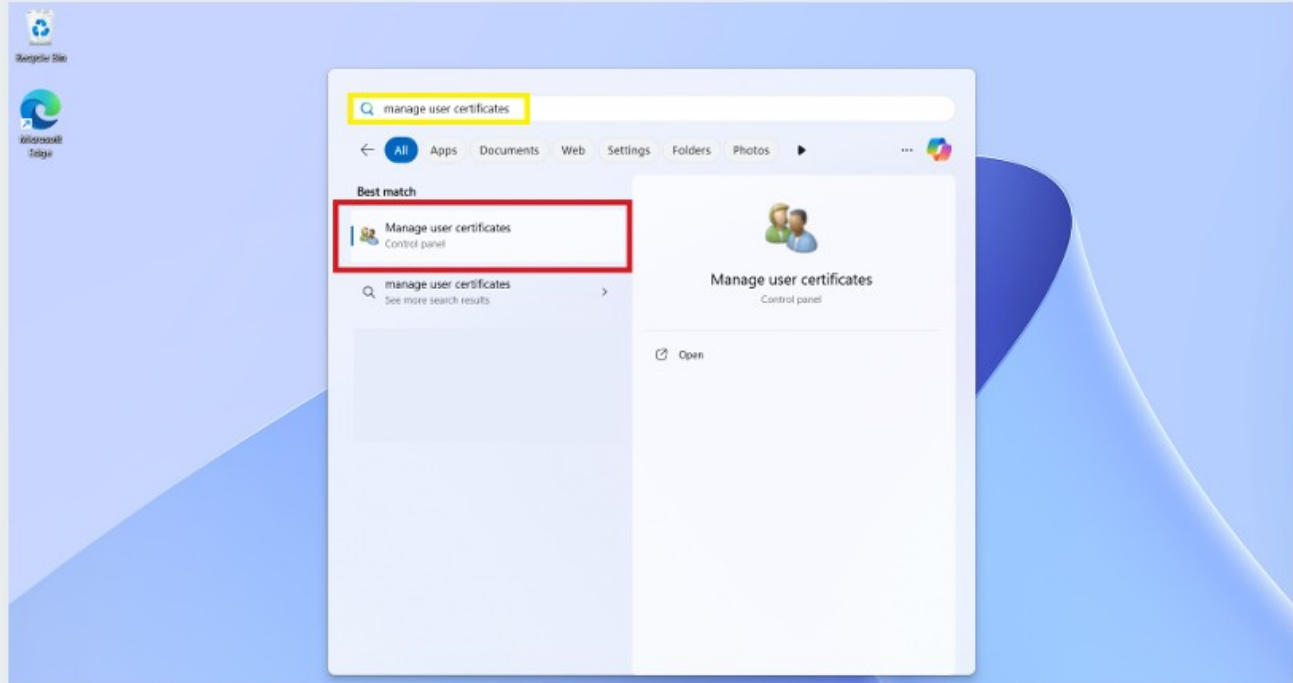 Recycle Bin
Microsoft
Edge
manage user certificates
All Apps Documents Web Settings Folders Photos
Best match
Manage user certificates
Control panel
manage user certificates
See more search results
Manage user certificates
Control panel
Open